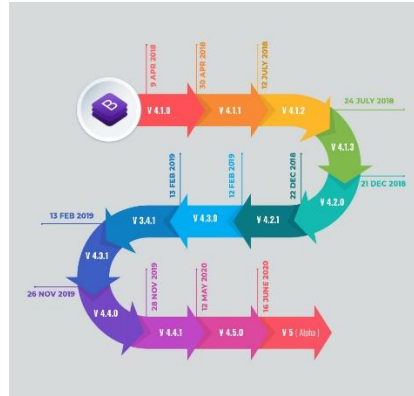 9 APR 2018
30 APR 2018
12 JULY 2018
24 JULY 2018
B
V 4.1.0
V 4.1.1
V 4.1.2
V 4.1.3
21 DEC 2018
V 4.2.0
22 DEC 2018
12 FEB 2019
13 FEB 2019
13 FEB 2019
V 4.2.1
V 4.3.0
V 3.4.1
V 4.3.1
26 NOV 2019
V 4.4.0
28 NOV 2019
12 MAY 2020
16 JUNE 2020
V 4.4.1
V 4.5.0
V 5 ( Alpha )